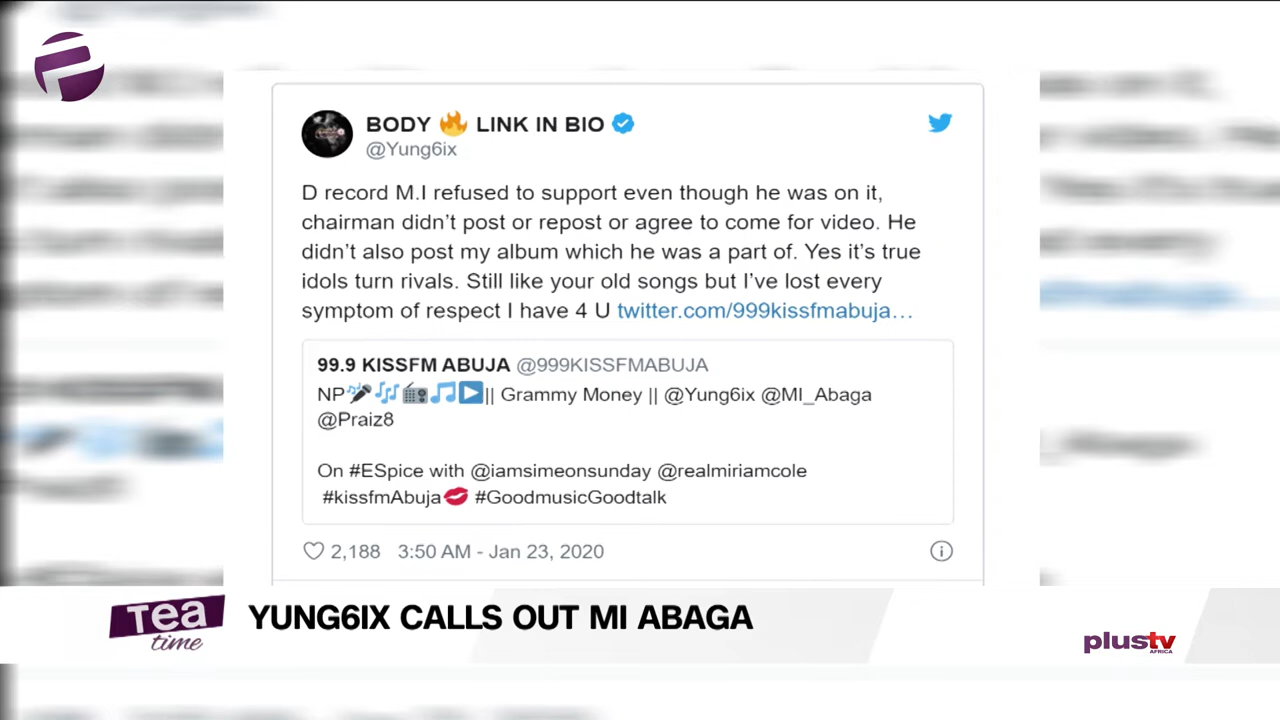 BODY 🔥 LINK IN BIO
@Yung6ix
D record M.I refused to support even though he was on it,
chairman didn't post or repost or agree to come for video. He
didn't also post my album which he was a part of. Yes it's true
idols turn rivals. Still like your old songs but I've lost every
symptom of respect I have 4 U twitter.com/999kissfmabuja…
99.9 KISSFM ABUJA @999KISSFMABUJA
NP🎤🎶📻🎵▶|| Grammy Money || @Yung6ix @MI_Abaga
@Praiz8
On #ESpice with @iamsimeonsunday @realmiriamcole
#kissfmAbuja💋 #GoodmusicGoodtalk
2,188 3:50 AM - Jan 23, 2020
Tea
time
YUNG6IX CALLS OUT MI ABAGA
plustv
AFRICA